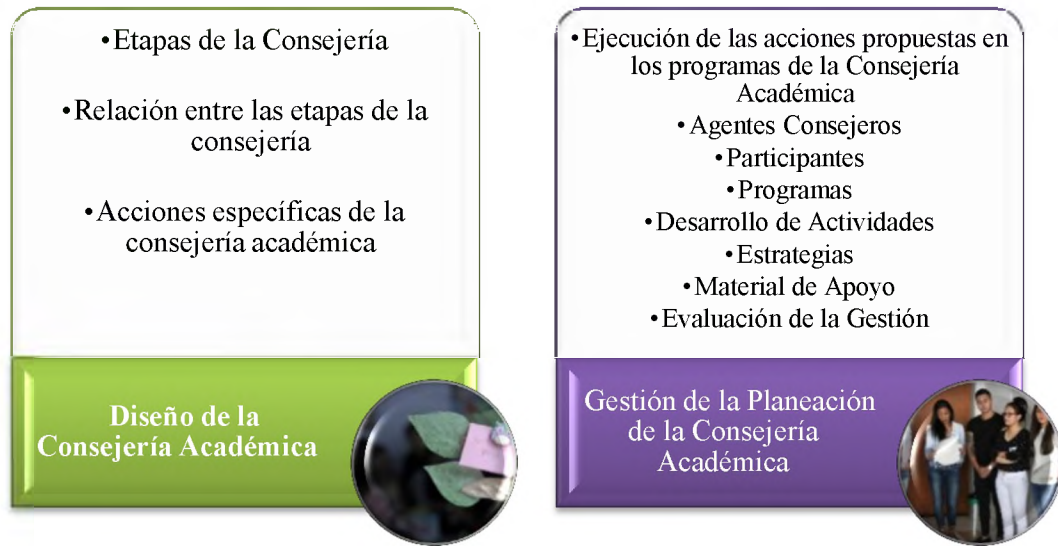 •Etapas de la Consejería
•Relación entre las etapas de la
consejería
•Acciones específicas de la
consejería académica
Diseño de la
Consejería Académica
•Ejecución de las acciones propuestas en
los programas de la Consejería
Académica
•Agentes Consejeros
•Participantes
•Programas
•Desarrollo de Actividades
•Estrategias
•Material de Apoyo
•Evaluación de la Gestión
Gestión de la Planeación
de la Consejería
Académica